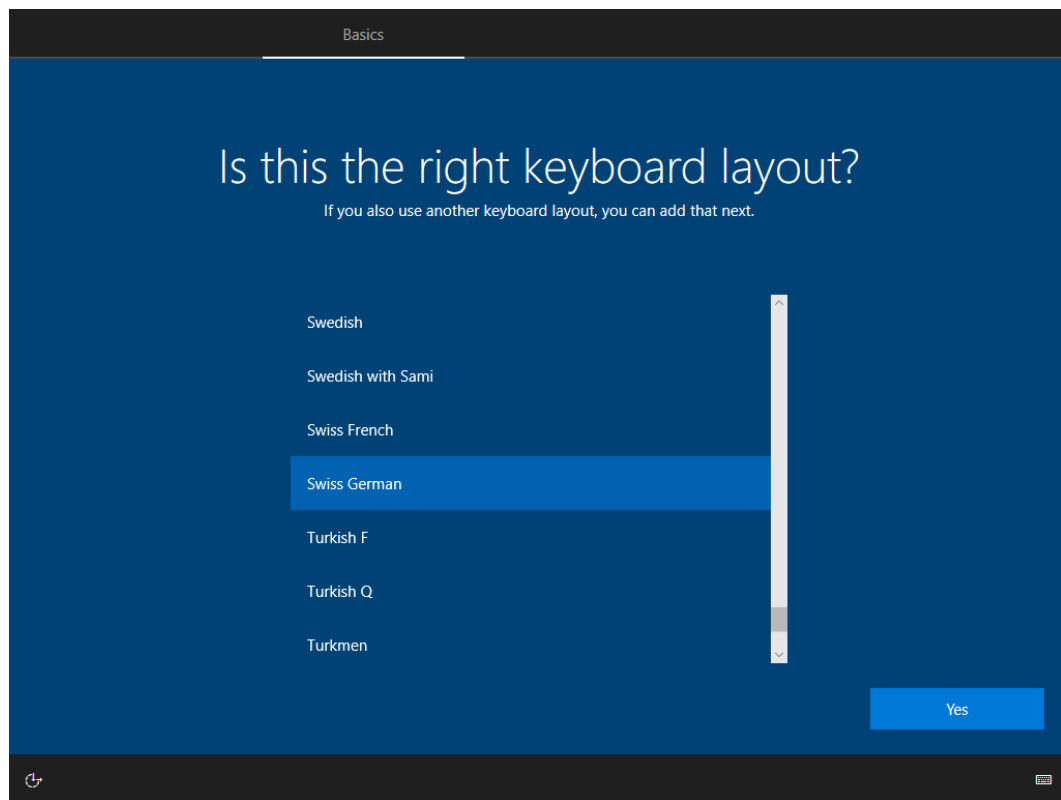 Basics
Is this the right keyboard layout?
If you also use another keyboard layout, you can add that next.
Swedish
Swedish with Sami
Swiss French
Swiss German
Turkish F
Turkish Q
Turkmen
Yes